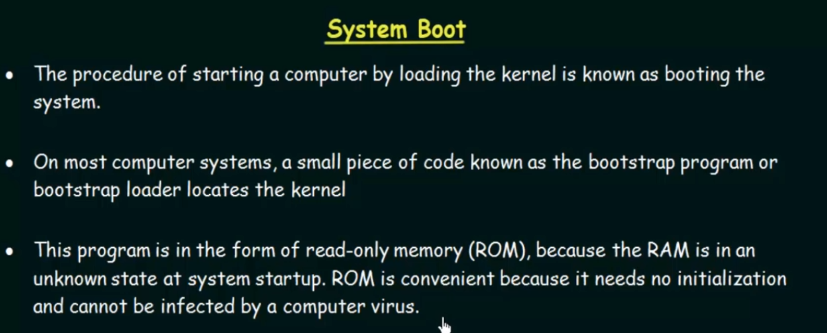 System Boot
• The procedure of starting a computer by loading the kernel is known as booting the
system.
• On most computer systems, a small piece of code known as the bootstrap program or
bootstrap loader locates the kernel
• This program is in the form of read-only memory (ROM), because the RAM is in an
unknown state at system startup. ROM is convenient because it needs no initialization
and cannot be infected by a computer virus.